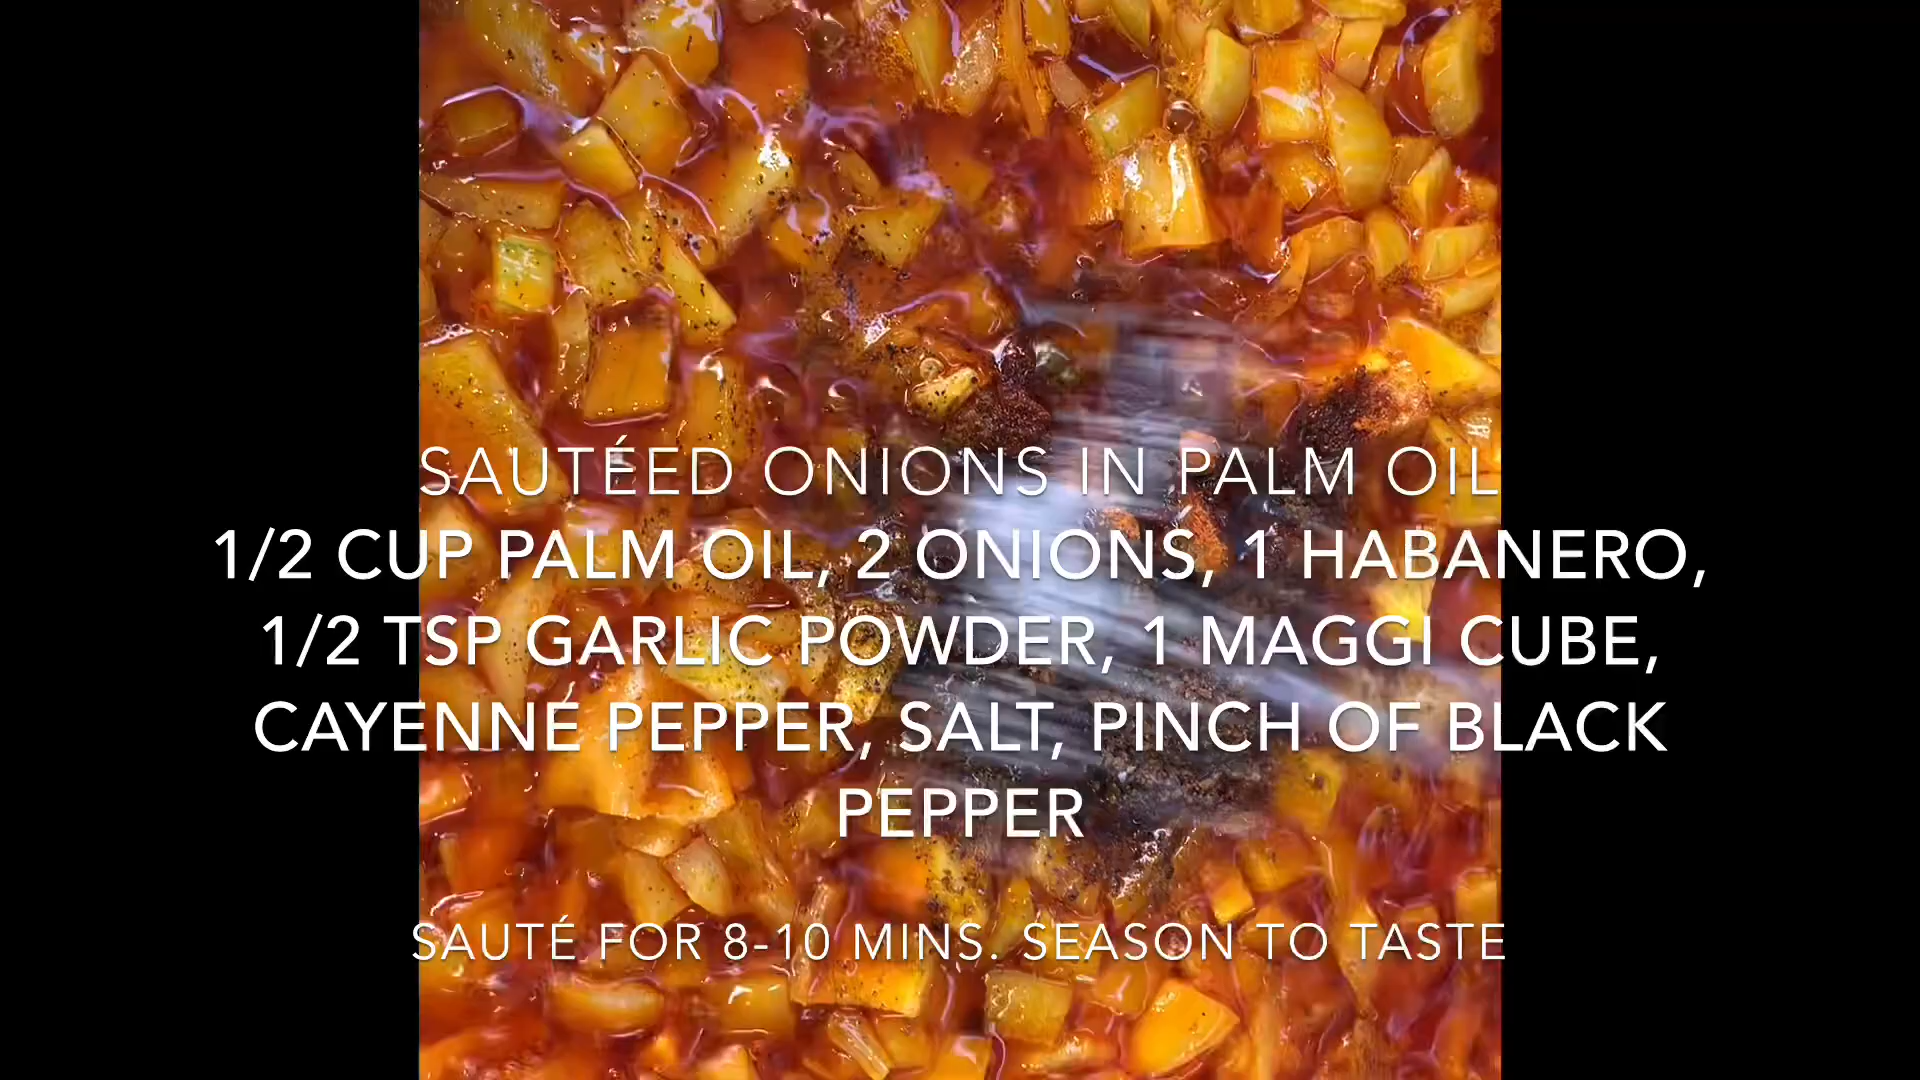 SAUTÉED ONIONS IN PALM OIL
1/2 CUP PALM OIL, 2 ONIONS, 1 HABANERO,
1/2 TSP GARLIC POWDER, 1 MAGGI CUBE,
CAYENNE PEPPER, SALT, PINCH OF BLACK
PEPPER
SAUTÉ FOR 8-10 MINS. SEASON TO TASTE